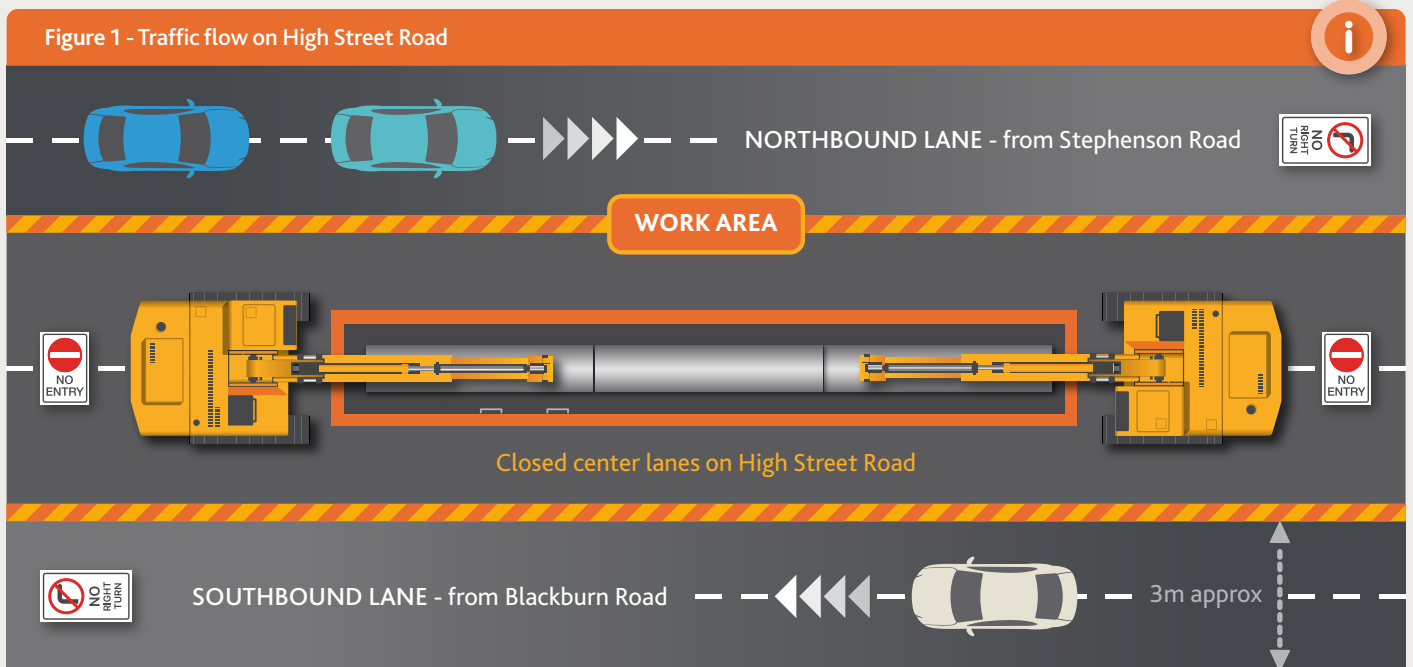 Figure 1 - Traffic flow on High Street Road
i
NORTHBOUND LANE - from Stephenson Road
NO
RIGHT
TURN
WORK AREA
NO
ENTRY
NO
ENTRY
Closed center lanes on High Street Road
NO
RIGHT
TURN
SOUTHBOUND LANE - from Blackburn Road
3m approx